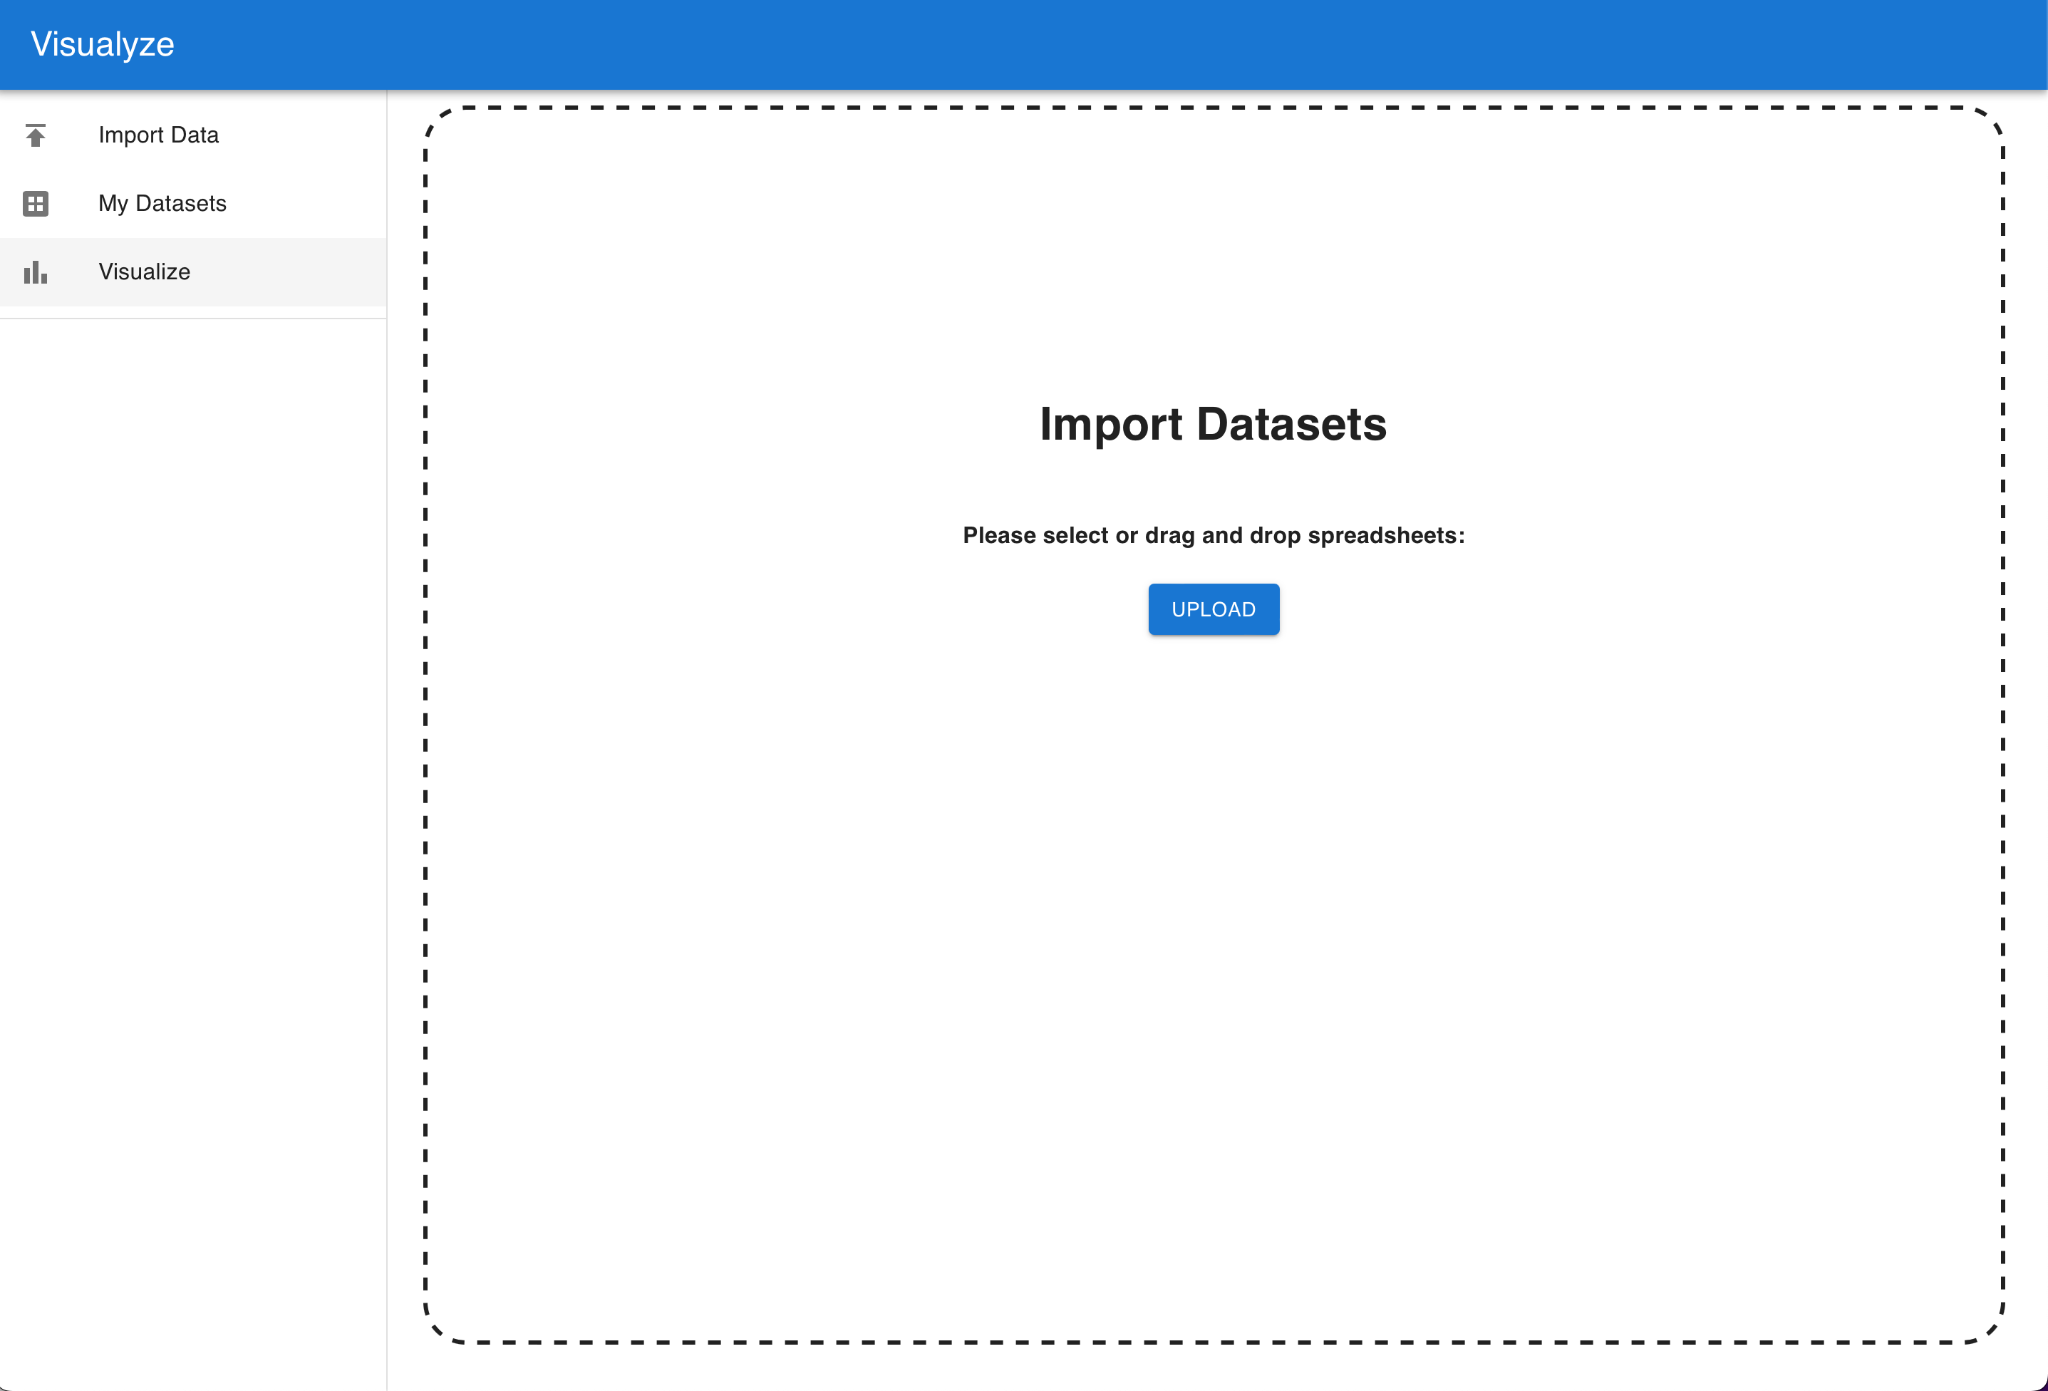 Visualyze
Import Data
My Datasets
Visualize
Import Datasets
Please select or drag and drop spreadsheets:
UPLOAD